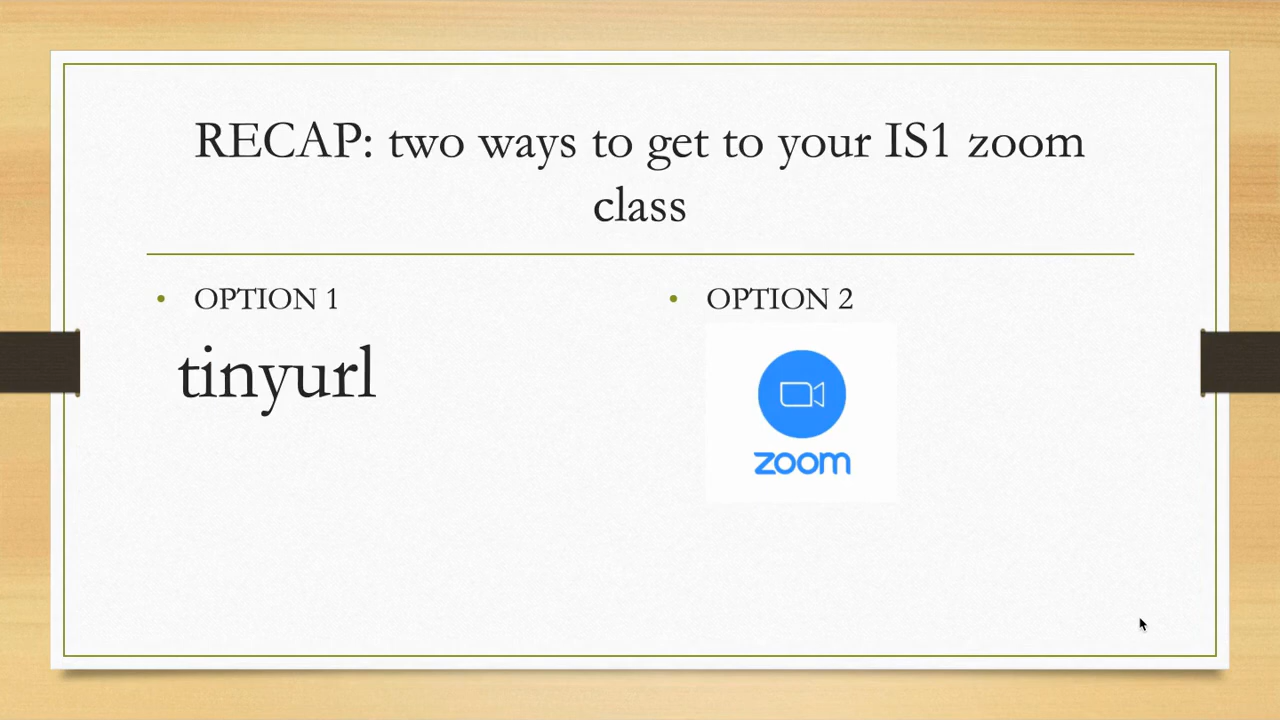 RECAP: two ways to get to your IS1 zoom
class
• OPTION 1
tinyurl
• OPTION 2
zoom